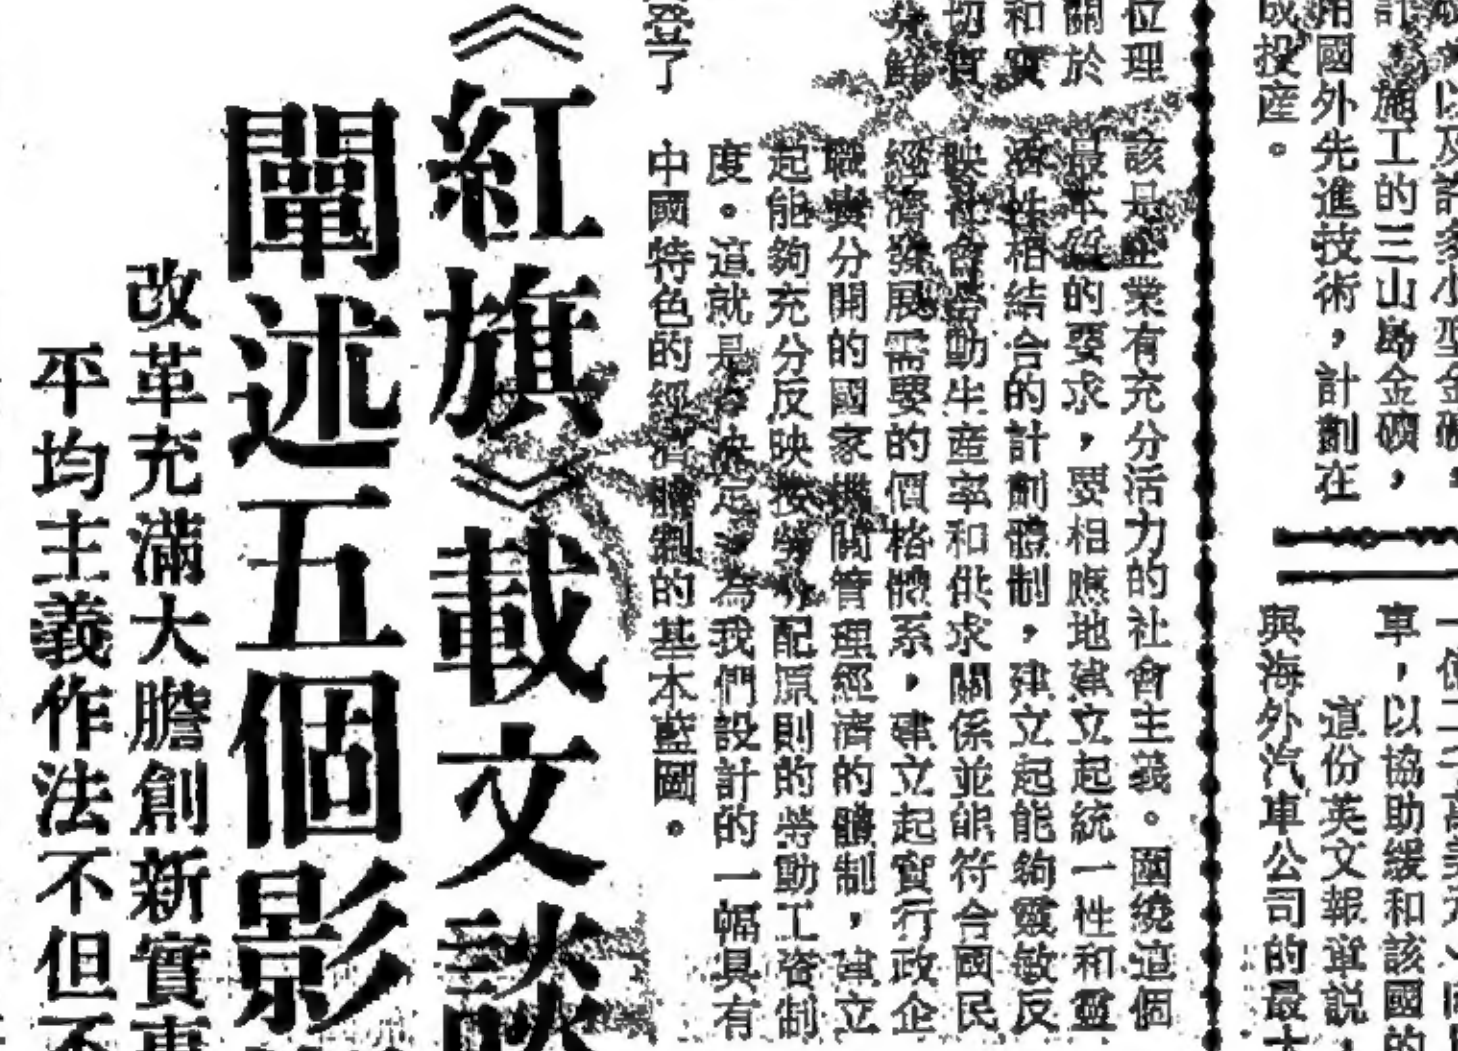 成投産。
用國外先進技術，計劃在
施工的三山島金礦，
以及許多小型金礦，
車，以協助緩和該國的
這份英文報章説，
與海外汽車公司的最大
位理
關於
和實
切實
登了
該是企業有充分活力的社會主義。圍繞這個
最本質的要求，要相應地建立起統一性和靈
活性相結合的計劃體制，建立起能夠靈敏反
映社會勞動生産率和供求關係並能符合國民
經濟發展需要的價格體系，建立起實行政企
職責分開的國家機關管理經濟的體制，建立
起能夠充分反映按勞分配原則的勞動工資制
度。這就是《決定》為我們設計的一幅具有
中國特色的經濟體制的基本藍圖。
《紅旗》載文談
闡述五個影
改革充滿大膽創新實事
平均主義作法不但不